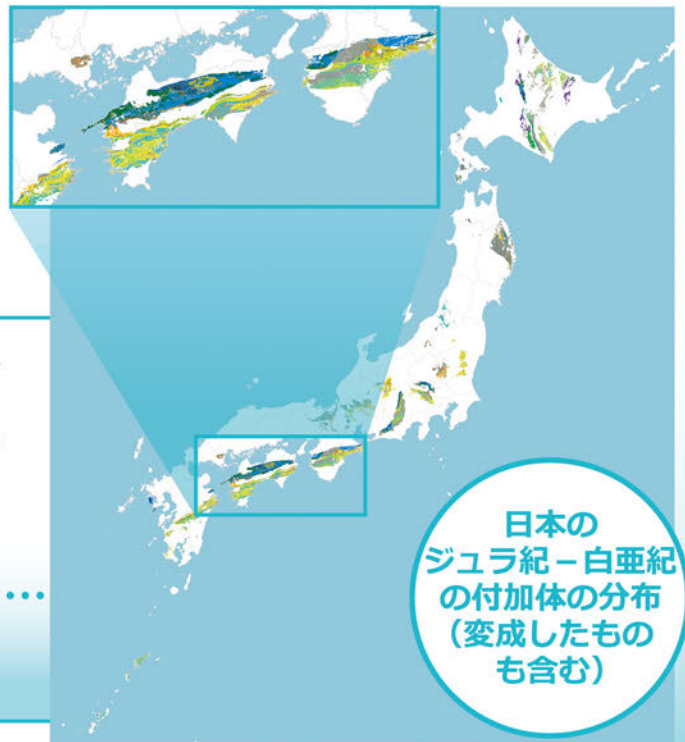 日本の
ジュラ紀－白亜紀
の付加体の分布
（変成したもの
も含む）